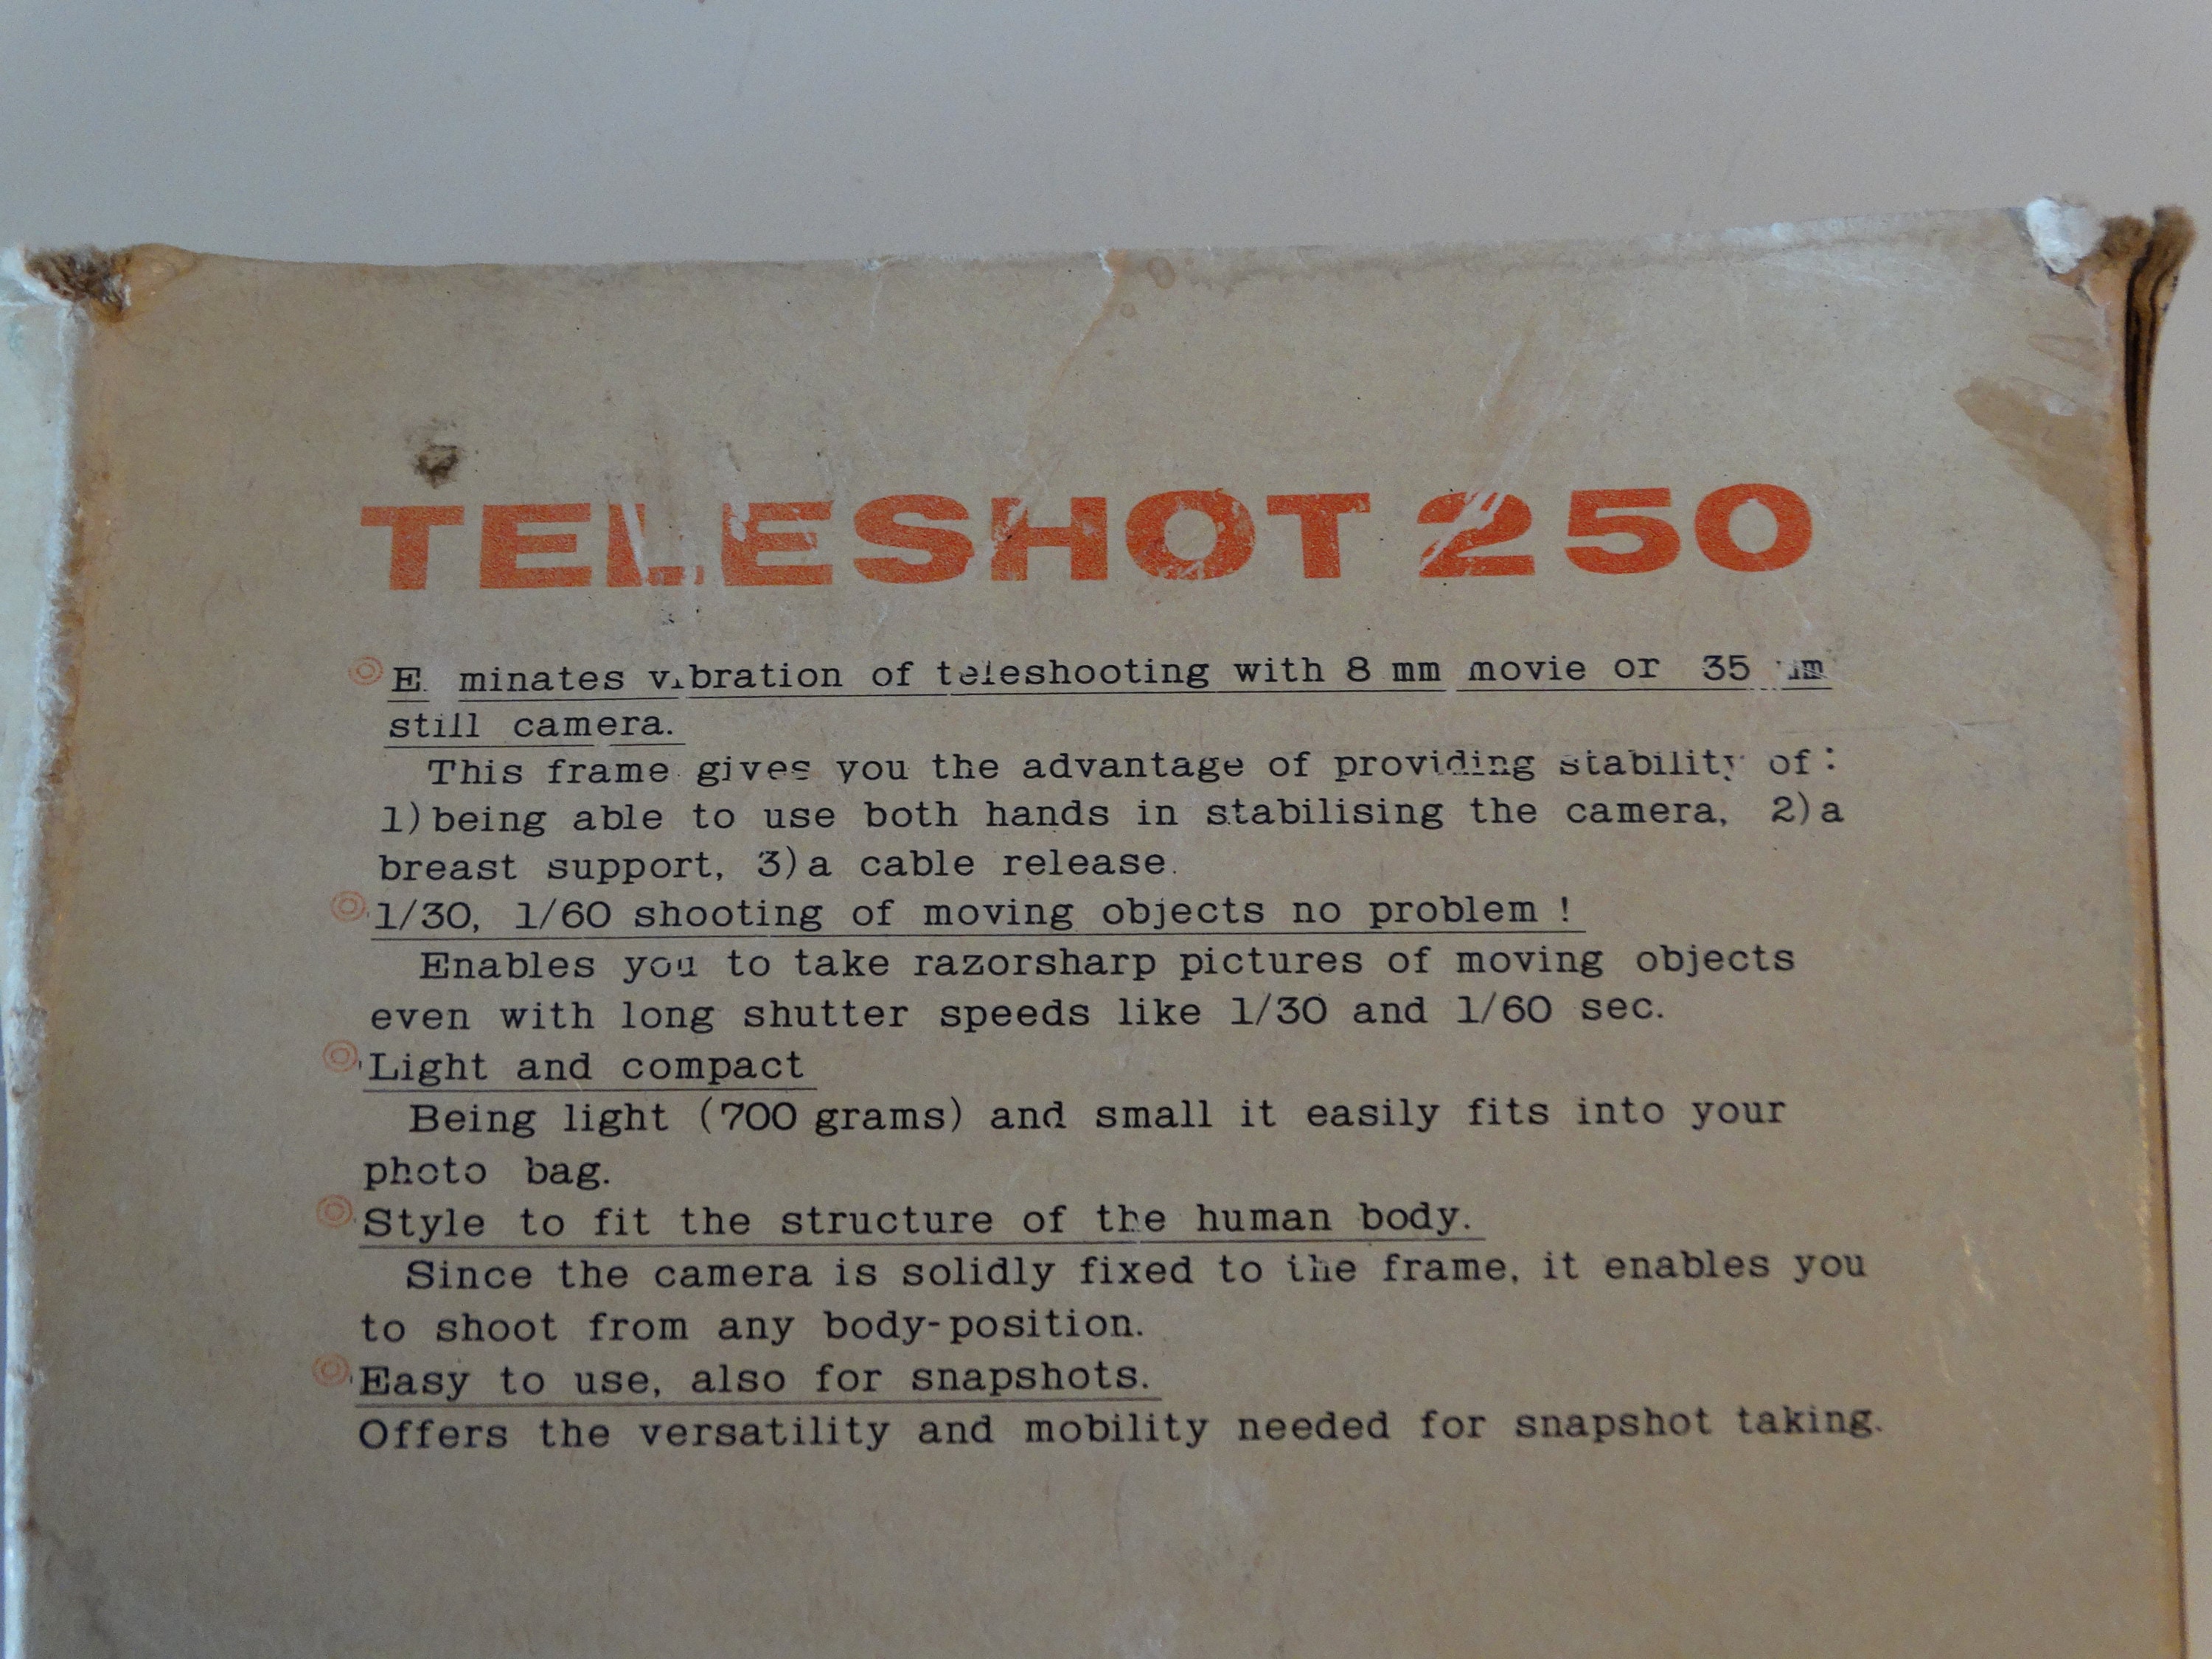 TELESHOT 250
Eliminates vibration of teleshooting with 8 mm movie or 35 mm
still camera.
This frame gives you the advantage of providing stability of:
1)being able to use both hands in stabilising the camera, 2)a
breast support, 3)a cable release.
1/30, 1/60 shooting of moving objects no problem !
Enables you to take razorsharp pictures of moving objects
even with long shutter speeds like 1/30 and 1/60 sec.
Light and compact
Being light (700 grams) and small it easily fits into your
photo bag.
Style to fit the structure of the human body.
Since the camera is solidly fixed to the frame, it enables you
to shoot from any body-position.
Easy to use, also for snapshots.
Offers the versatility and mobility needed for snapshot taking.